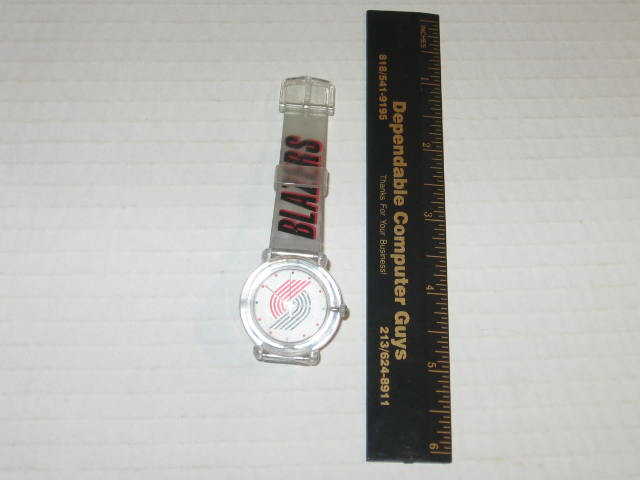 BLAZERS
INCHES
1
2
3
4
5
6
818/541-9195
Dependable Computer Guys
Thanks For Your Business!
213/624-8911